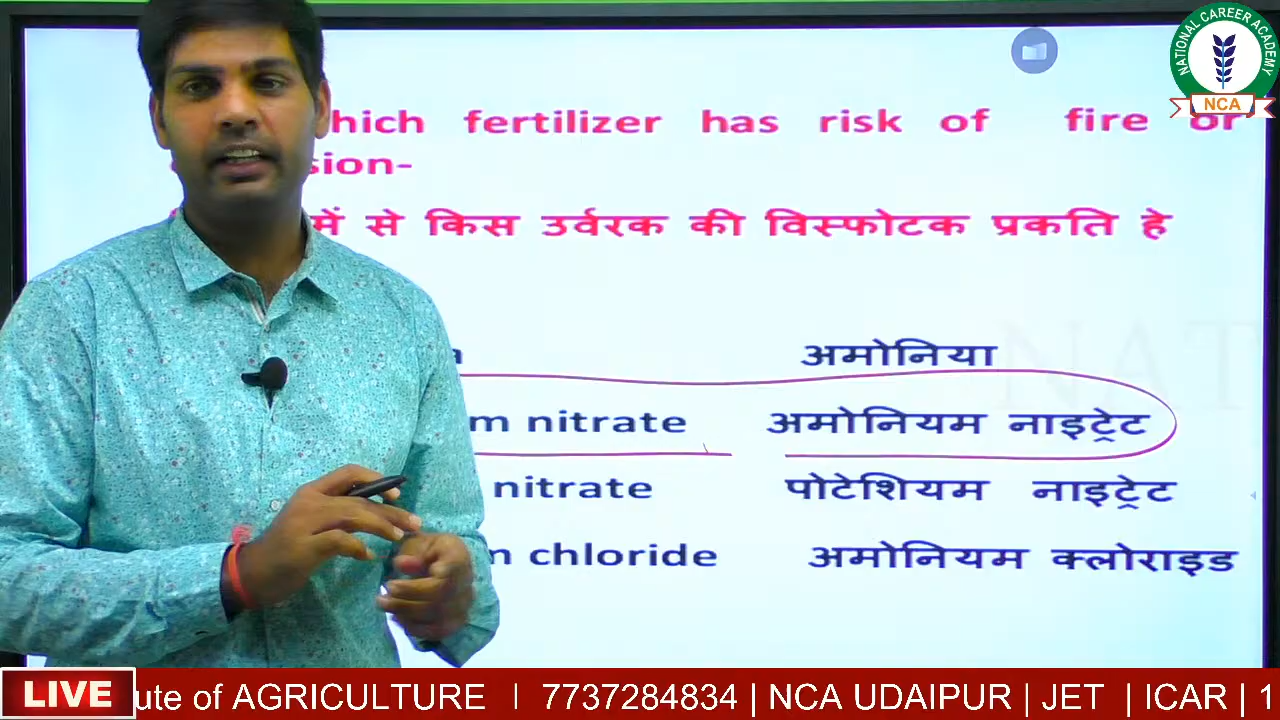 hich fertilizer has risk of fire or
sion-
में से किस उर्वरक की विस्फोटक प्रकति हे
a अमोनिया
m nitrate अमोनियम नाइट्रेट
nitrate पोटेशियम नाइट्रेट
m chloride अमोनियम क्लोराइड
NATIONAL CAREER ACADEMY
NCA
NAT
LIVE
ute of AGRICULTURE | 7737284834 | NCA UDAIPUR | JET | ICAR | 1